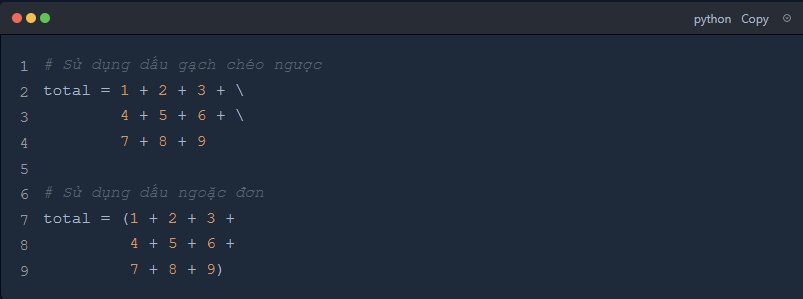 python Copy
1 # Sử dụng dấu gạch chéo ngược
2 total = 1 + 2 + 3 + \
3         4 + 5 + 6 + \
4         7 + 8 + 9
5
6 # Sử dụng dấu ngoặc đơn
7 total = (1 + 2 + 3 +
8          4 + 5 + 6 +
9          7 + 8 + 9)